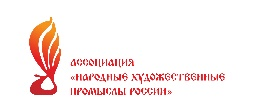 АССОЦИАЦИЯ
«НАРОДНЫЕ ХУДОЖЕСТВЕННЫЕ
ПРОМЫСЛЫ РОССИИ»